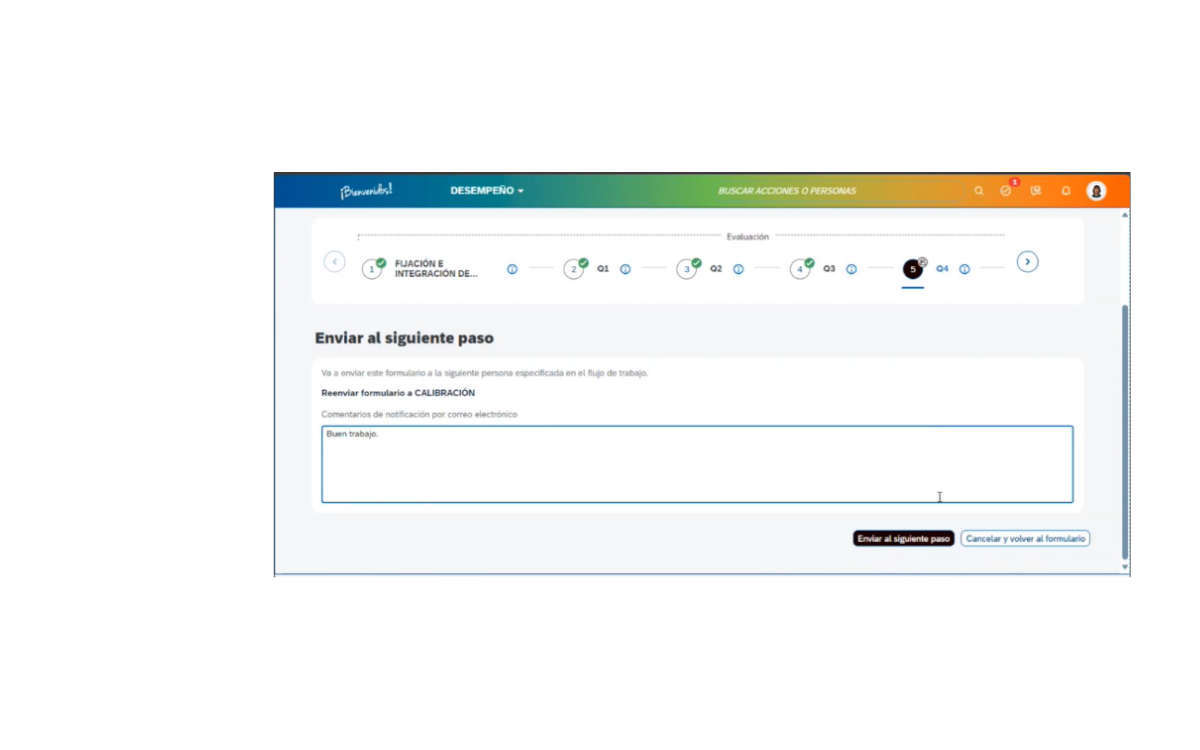 ¡Bienvenidos!
DESEMPEÑO
BUSCAR ACCIONES O PERSONAS
1
Evaluación
1
FIJACIÓN E
INTEGRACIÓN DE...
2 Q1
3 Q2
4 Q3
5 Q4
Enviar al siguiente paso
Va a enviar este formulario a la siguiente persona especificada en el flujo de trabajo.
Reenviar formulario a CALIBRACIÓN
Comentarios de notificación por correo electrónico
Buen trabajo.
Enviar al siguiente paso
Cancelar y volver al formulario